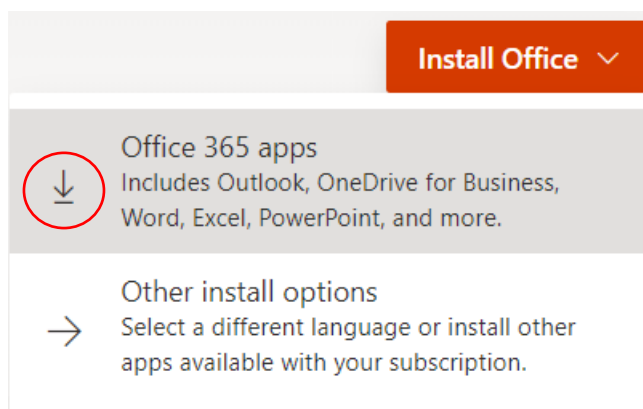 Install Office
Office 365 apps
Includes Outlook, OneDrive for Business,
Word, Excel, PowerPoint, and more.
Other install options
Select a different language or install other
apps available with your subscription.